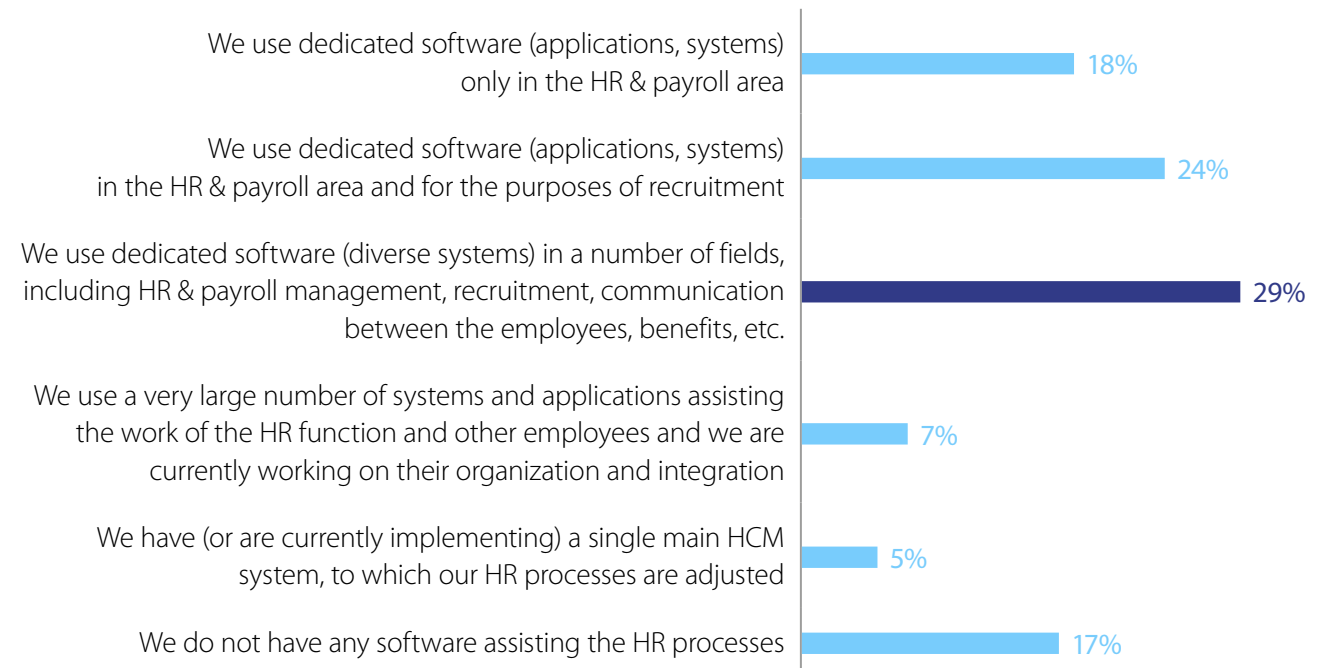 We use dedicated software (applications, systems)
only in the HR & payroll area
18%
We use dedicated software (applications, systems)
in the HR & payroll area and for the purposes of recruitment
24%
We use dedicated software (diverse systems) in a number of fields,
including HR & payroll management, recruitment, communication
between the employees, benefits, etc.
29%
We use a very large number of systems and applications assisting
the work of the HR function and other employees and we are
currently working on their organization and integration
7%
We have (or are currently implementing) a single main HCM
system, to which our HR processes are adjusted
5%
We do not have any software assisting the HR processes
17%